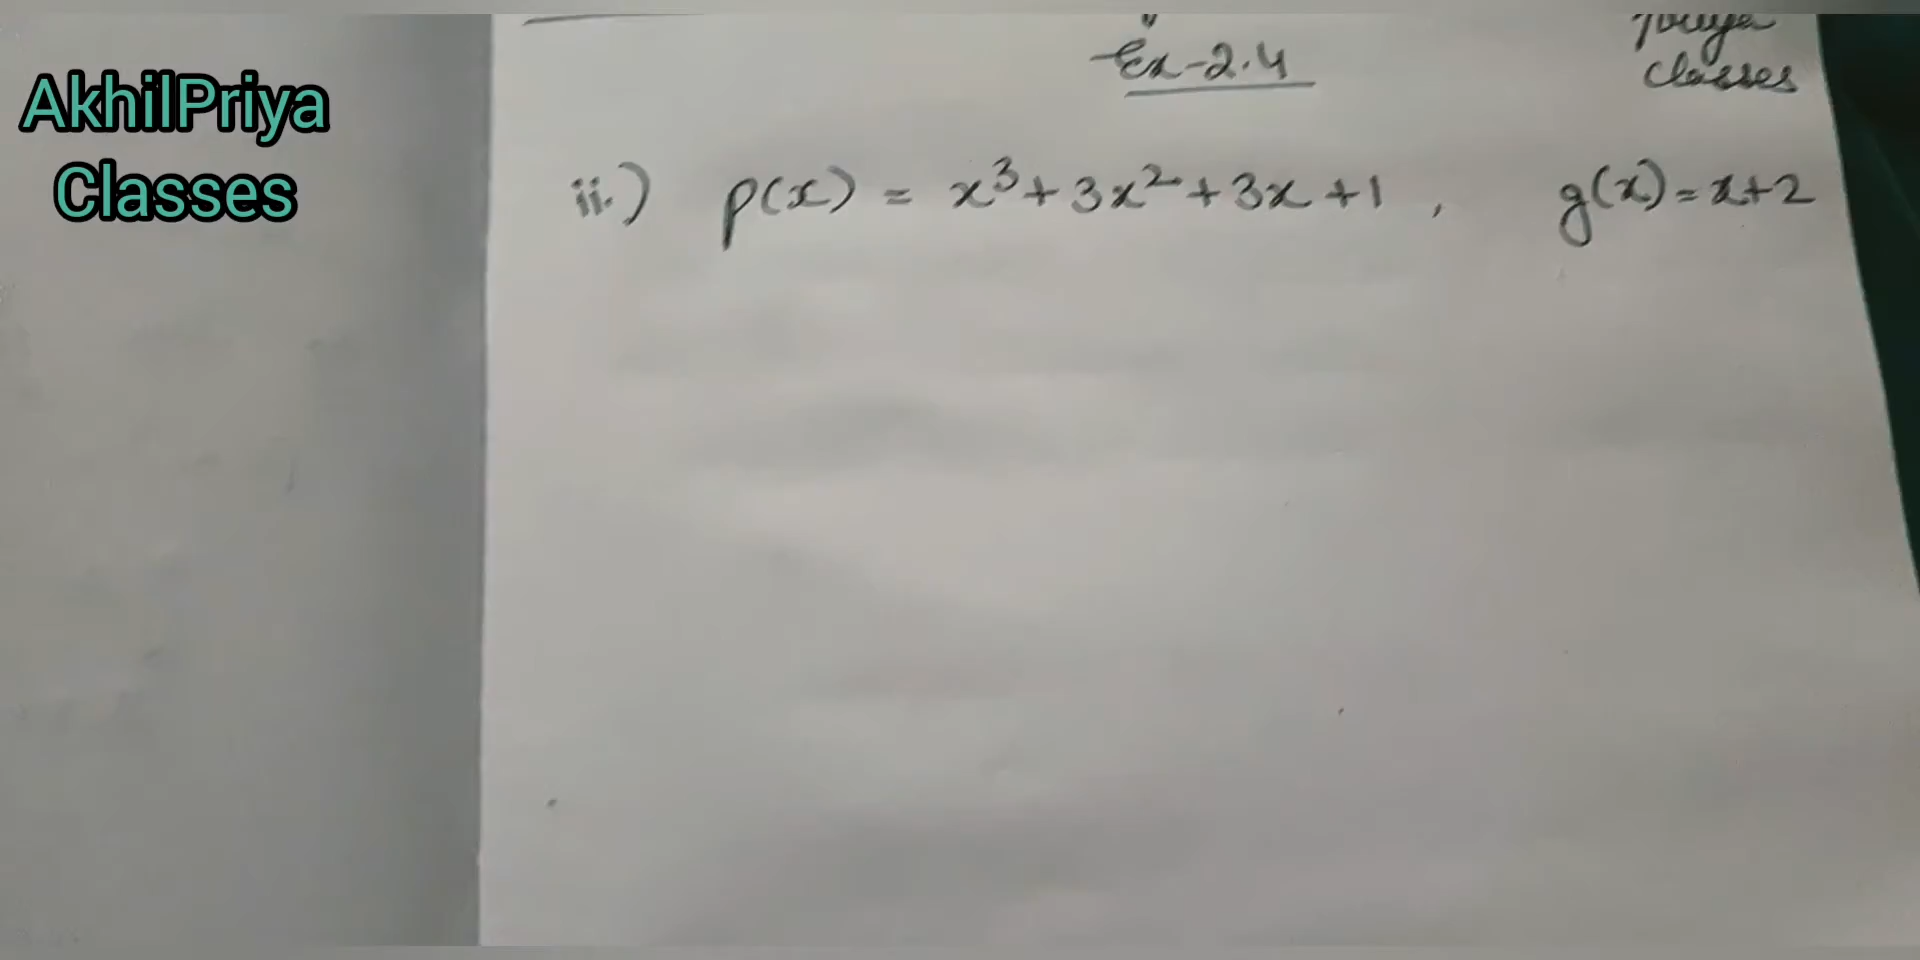 AkhilPriya
Classes
Ex-2.4
Classes
ii.) p(x) = x³+3x²+3x+1 , g(x)=x+2